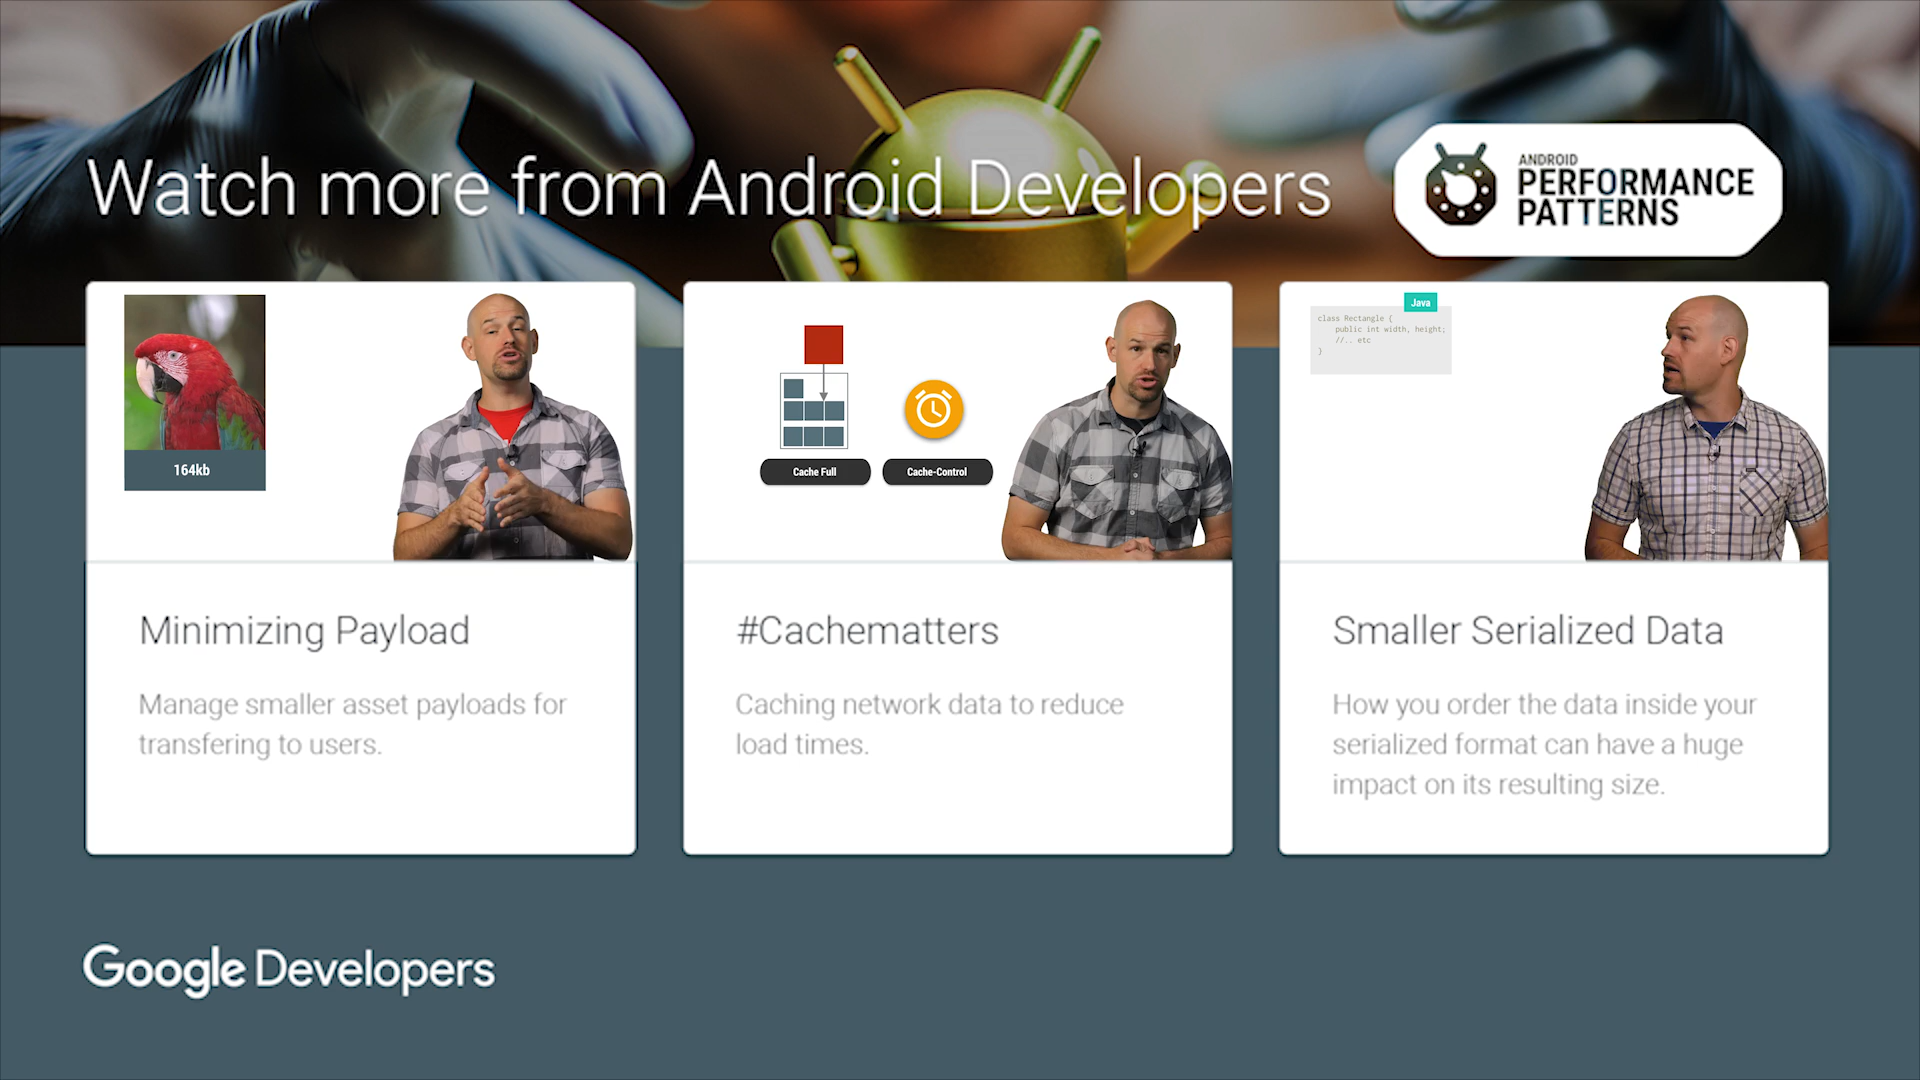 Watch more from Android Developers
ANDROID
PERFORMANCE
PATTERNS
164kb
Minimizing Payload
Manage smaller asset payloads for
transfering to users.
Cache Full
Cache-Control
#Cachematters
Caching network data to reduce
load times.
Java
class Rectangle {
public int width, height;
//.. etc
}
Smaller Serialized Data
How you order the data inside your
serialized format can have a huge
impact on its resulting size.
Google Developers